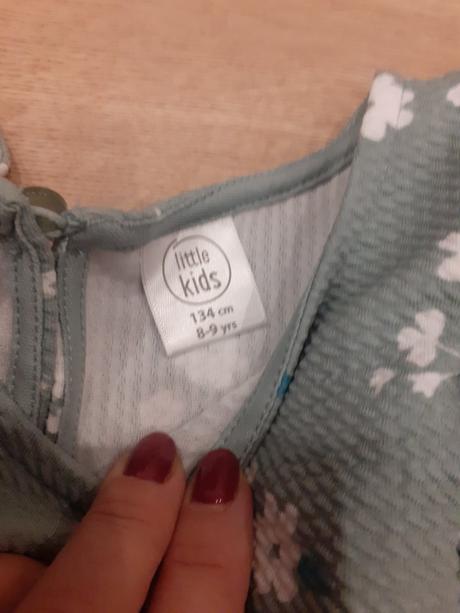 little
kids
134 cm
8-9 yrs